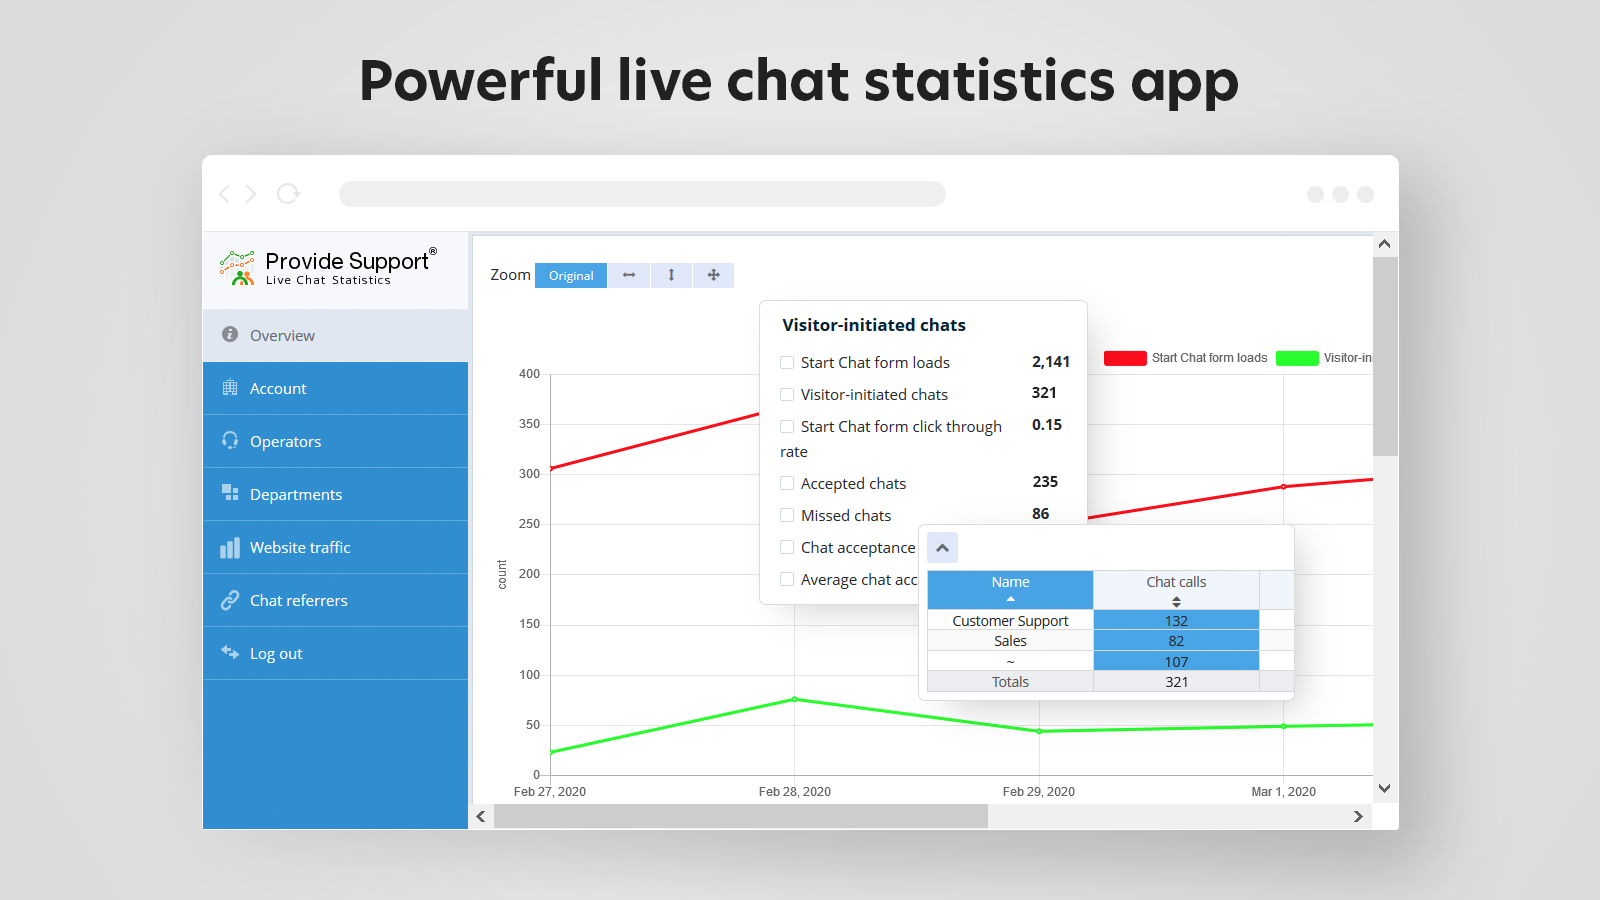 Powerful live chat statistics app
Provide Support®
Live Chat Statistics
Overview
Account
Operators
Departments
Website traffic
Chat referrers
Log out
Zoom
Original
Visitor-initiated chats
Start Chat form loads 2,141
Visitor-initiated chats 321
Start Chat form click through 0.15
rate
Accepted chats 235
Missed chats 86
Chat acceptance
Average chat acc
Start Chat form loads
Visitor-in
400
350
300
250
200
150
100
50
0
count
Feb 27, 2020
Feb 28, 2020
Feb 29, 2020
Mar 1, 2020
Name Chat calls
Customer Support 132
Sales 82
~ 107
Totals 321